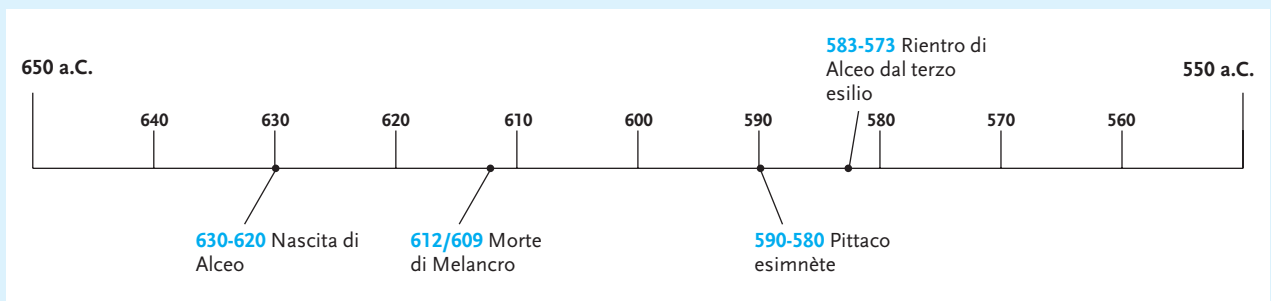 583-573 Rientro di
Alceo dal terzo
esilio
650 a.C.
550 a.C.
640
630
620
610
600
590
580
570
560
630-620 Nascita di
Alceo
612/609 Morte
di Melancro
590-580 Pittaco
esimnète